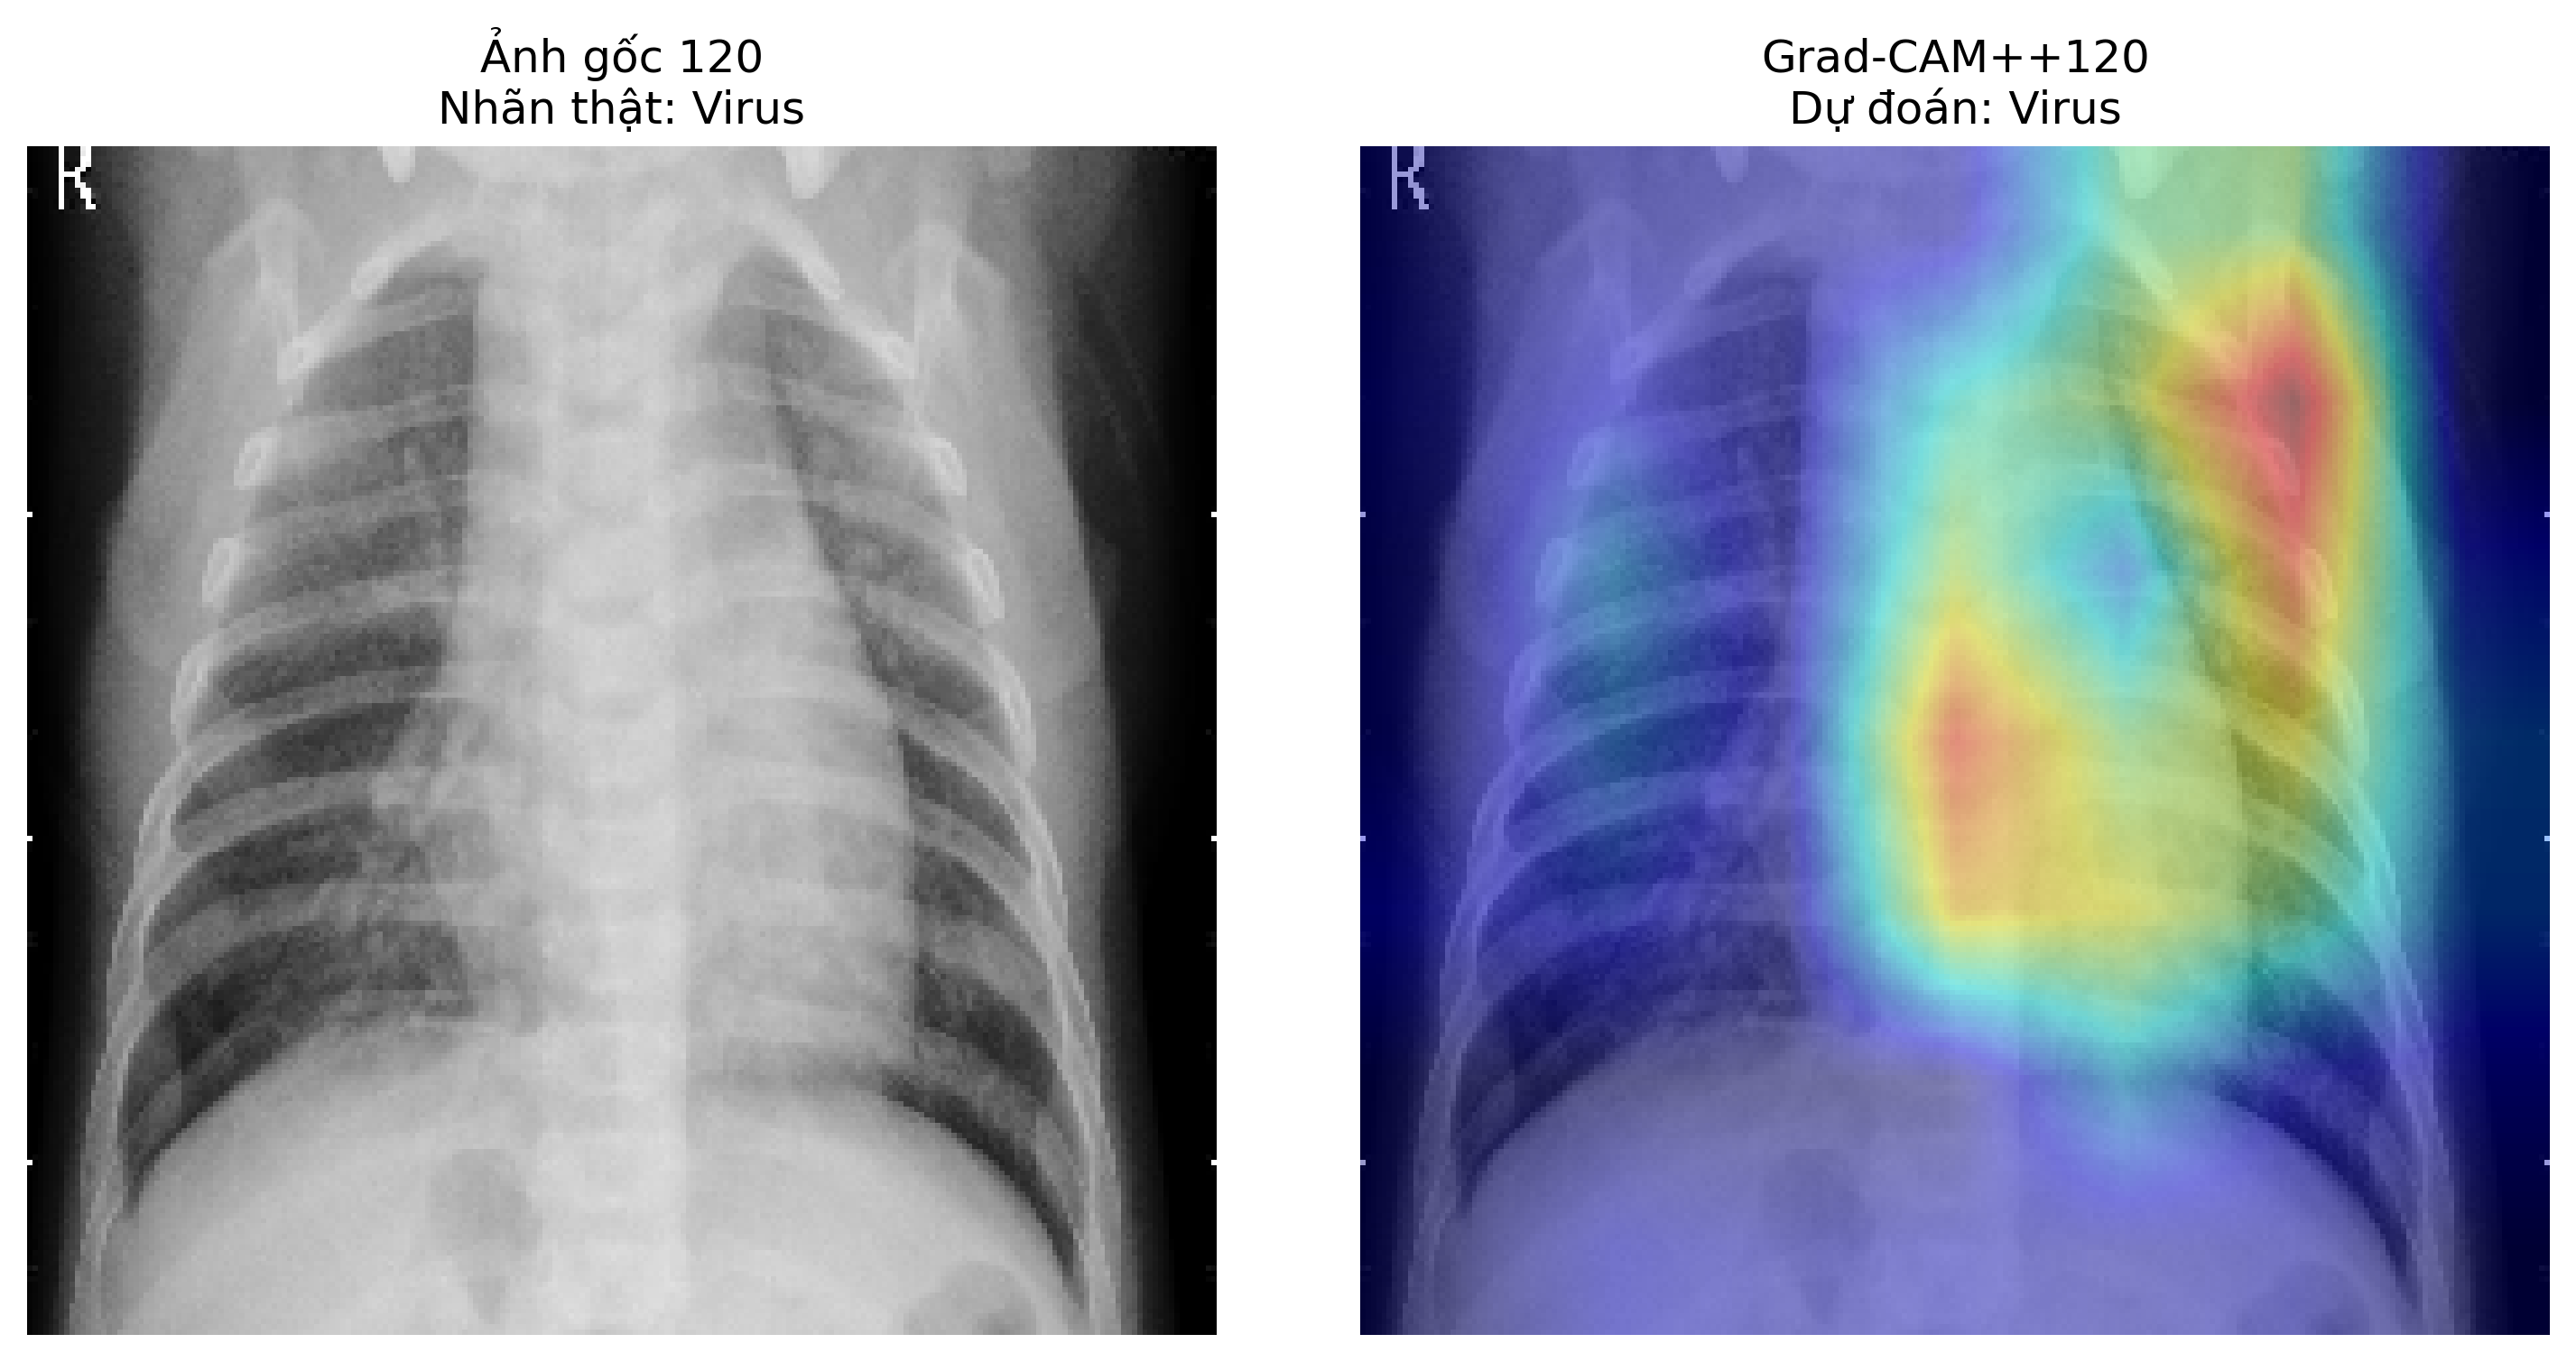 Ảnh gốc 120
Nhãn thật: Virus
R
Grad-CAM++120
Dự đoán: Virus
R